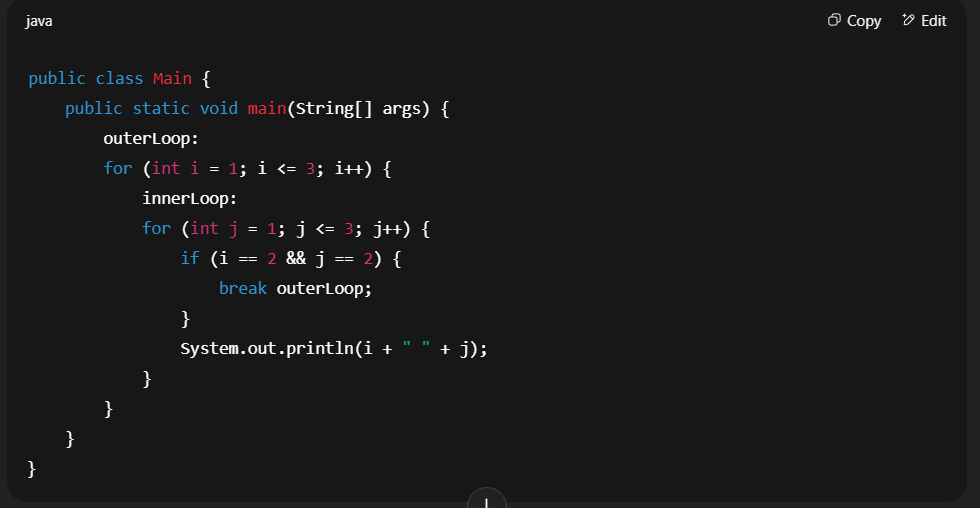 java
Copy Edit
public class Main {
    public static void main(String[] args) {
        outerLoop:
        for (int i = 1; i <= 3; i++) {
            innerLoop:
            for (int j = 1; j <= 3; j++) {
                if (i == 2 && j == 2) {
                    break outerLoop;
                }
                System.out.println(i + " " + j);
            }
        }
    }
}